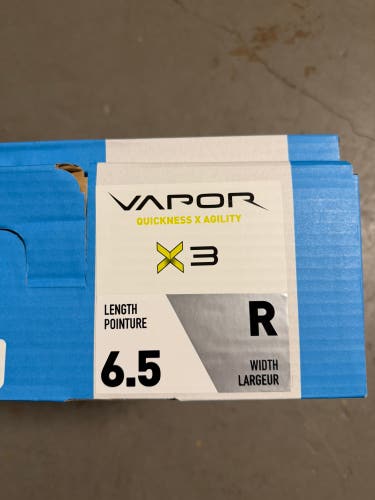 VAPOR
QUICKNESS X AGILITY
X3
LENGTH
POINTURE
6.5
R
WIDTH
LARGEUR